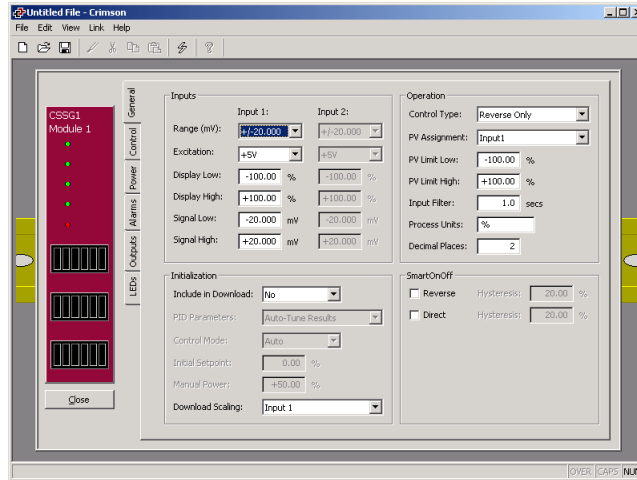 Untitled File - Crimson
File Edit View Link Help
CSSG1
Module 1
General
Control
Power
Alarms
Outputs
LEDs
Close
Inputs
Input 1: Input 2:
Range (mV): +/-20.000 +/-20.000
Excitation: +5V +5V
Display Low: -100.00 % -100.00 %
Display High: +100.00 % +100.00 %
Signal Low: -20.000 mV -20.000 mV
Signal High: +20.000 mV +20.000 mV
Operation
Control Type: Reverse Only
PV Assignment: Input1
PV Limit Low: -100.00 %
PV Limit High: +100.00 %
Input Filter: 1.0 secs
Process Units: %
Decimal Places: 2
Initialization
Include in Download: No
PID Parameters: Auto-Tune Results
Control Mode: Auto
Initial Setpoint: 0.00 %
Manual Power: +50.00 %
Download Scaling: Input 1
SmartOnOff
Reverse Hysteresis: 20.00 %
Direct Hysteresis: 20.00 %
OVER CAPS NUM